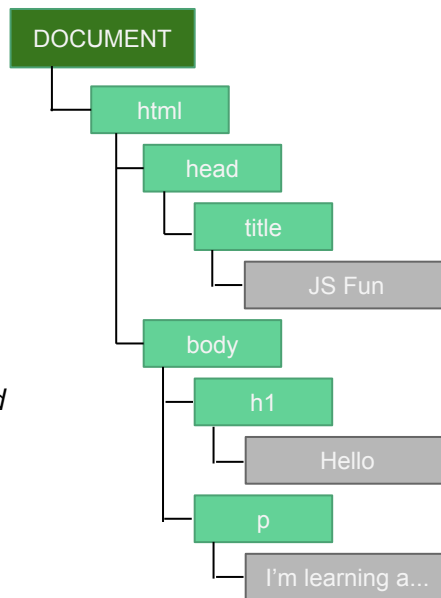 DOCUMENT
html
head
title
JS Fun
body
d
h1
Hello
p
I'm learning a...